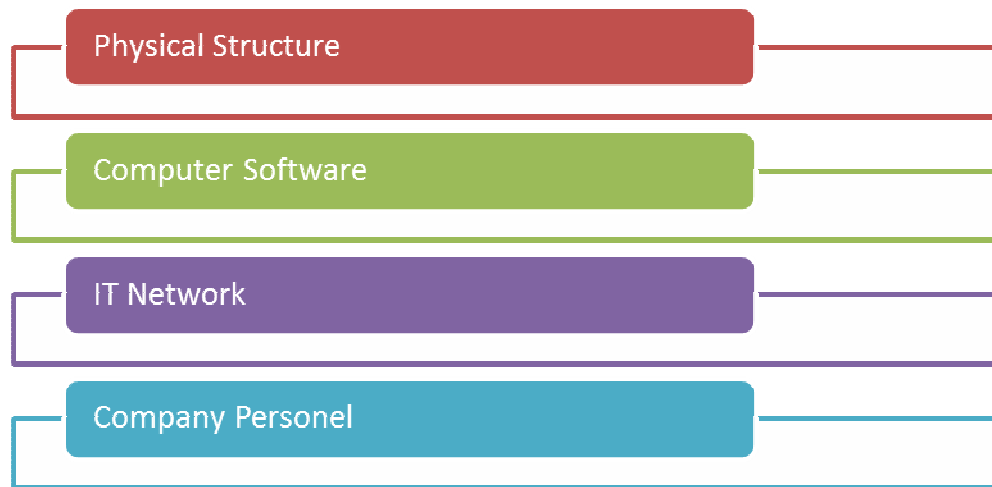 Physical Structure
Computer Software
IT Network
Company Personel